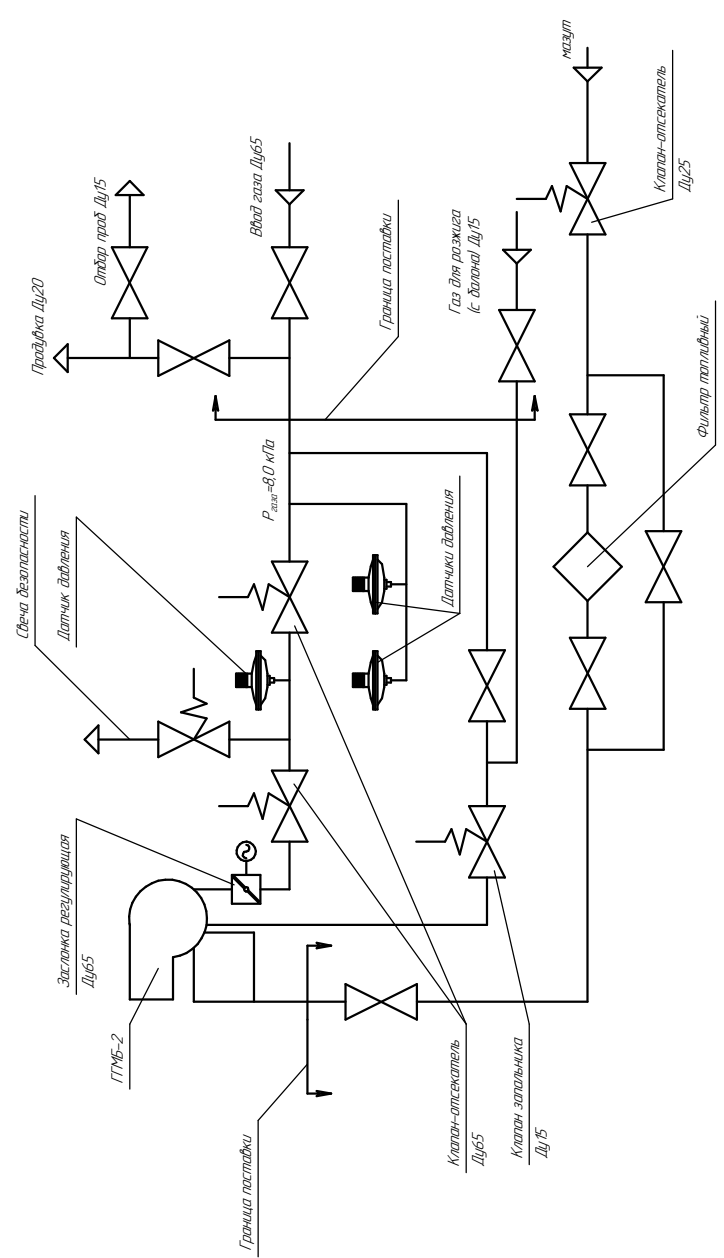 Продувка Ду20
Отбор проб Ду15
Ввод газа Ду65
Граница поставки
Газ для розжига
(с балона) Ду15
мазут
Клапан-отсекатель
Ду25
Фильтр топливный
Свеча безопасности
Датчик давления
Pгаза=8,0 кПа
Датчики давления
Заслонка регулирующая
Ду65
ГГМБ-2
Граница поставки
Клапан-отсекатель
Ду65
Клапан запальника
Ду15